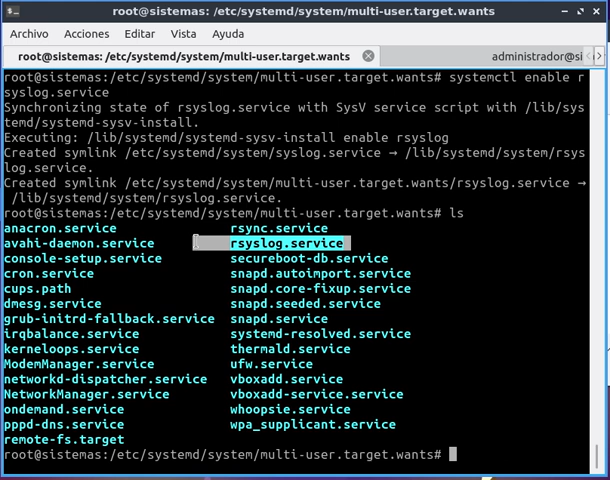 root@sistemas: /etc/systemd/system/multi-user.target.wants
Archivo Acciones Editar Vista Ayuda
root@sistemas: /etc/systemd/system/multi-user.target.wants administrador@si
root@sistemas:/etc/systemd/system/multi-user.target.wants# systemctl enable r
syslog.service
Synchronizing state of rsyslog.service with SysV service script with /lib/sys
temd/systemd-sysv-install.
Executing: /lib/systemd/systemd-sysv-install enable rsyslog
Created symlink /etc/systemd/system/syslog.service → /lib/systemd/system/rsys
log.service.
Created symlink /etc/systemd/system/multi-user.target.wants/rsyslog.service →
/lib/systemd/system/rsyslog.service.
root@sistemas:/etc/systemd/system/multi-user.target.wants# ls
anacron.service rsync.service
avahi-daemon.service rsyslog.service
console-setup.service secureboot-db.service
cron.service snapd.autoimport.service
cups.path snapd.core-fixup.service
dmesg.service snapd.seeded.service
grub-initrd-fallback.service snapd.service
irqbalance.service systemd-resolved.service
kerneloops.service thermald.service
ModemManager.service ufw.service
networkd-dispatcher.service vboxadd.service
NetworkManager.service vboxadd-service.service
ondemand.service whoopsie.service
pppd-dns.service wpa_supplicant.service
remote-fs.target
root@sistemas:/etc/systemd/system/multi-user.target.wants#